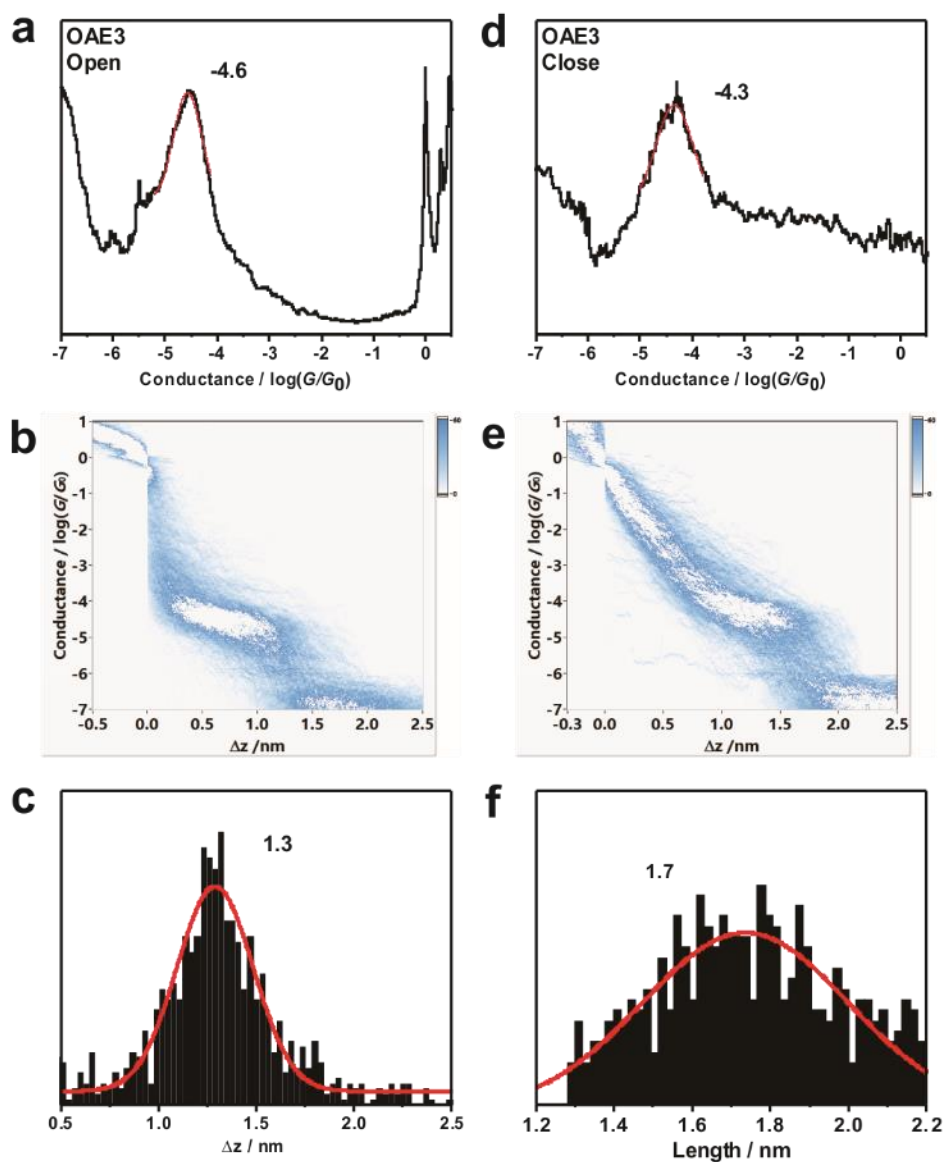 a
OAE3
Open
-4.6
-7 -6 -5 -4 -3 -2 -1 0
Conductance / log(G/G0)
d
OAE3
Close
-4.3
-7 -6 -5 -4 -3 -2 -1 0
Conductance / log(G/G0)
b
Conductance / log(G/G0)
1
0
-1
-2
-3
-4
-5
-6
-7
-0.5 0.0 0.5 1.0 1.5 2.0 2.5
Δz /nm
0
e
Conductance / log(G/G0)
1
0
-1
-2
-3
-4
-5
-6
-7
-0.3 0.0 0.5 1.0 1.5 2.0 2.5
Δz /nm
0
c
1.3
0.5 1.0 1.5 2.0 2.5
Δz / nm
f
1.7
1.2 1.4 1.6 1.8 2.0 2.2
Length / nm